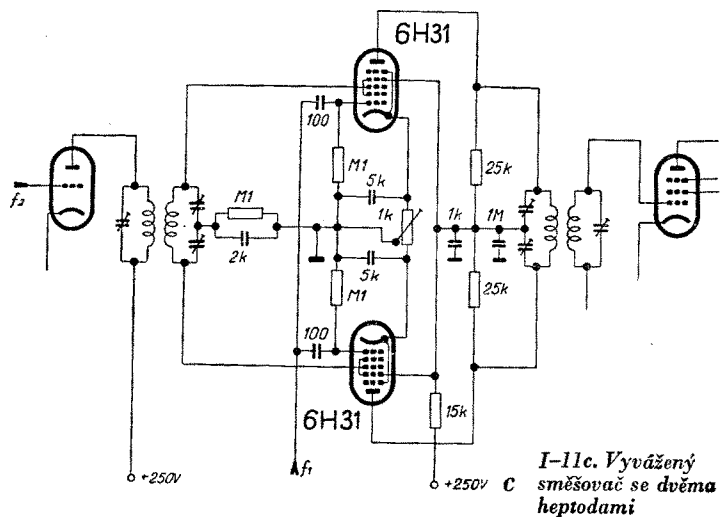 6H31
100
M1
5k
25k
f₂
M1
2k
1k
1k
1M
5k
M1
25k
100
15k
6H31
f₁
+250V
+250V
C
I–11c. Vyvážený
směšovač se dvěma
heptodami